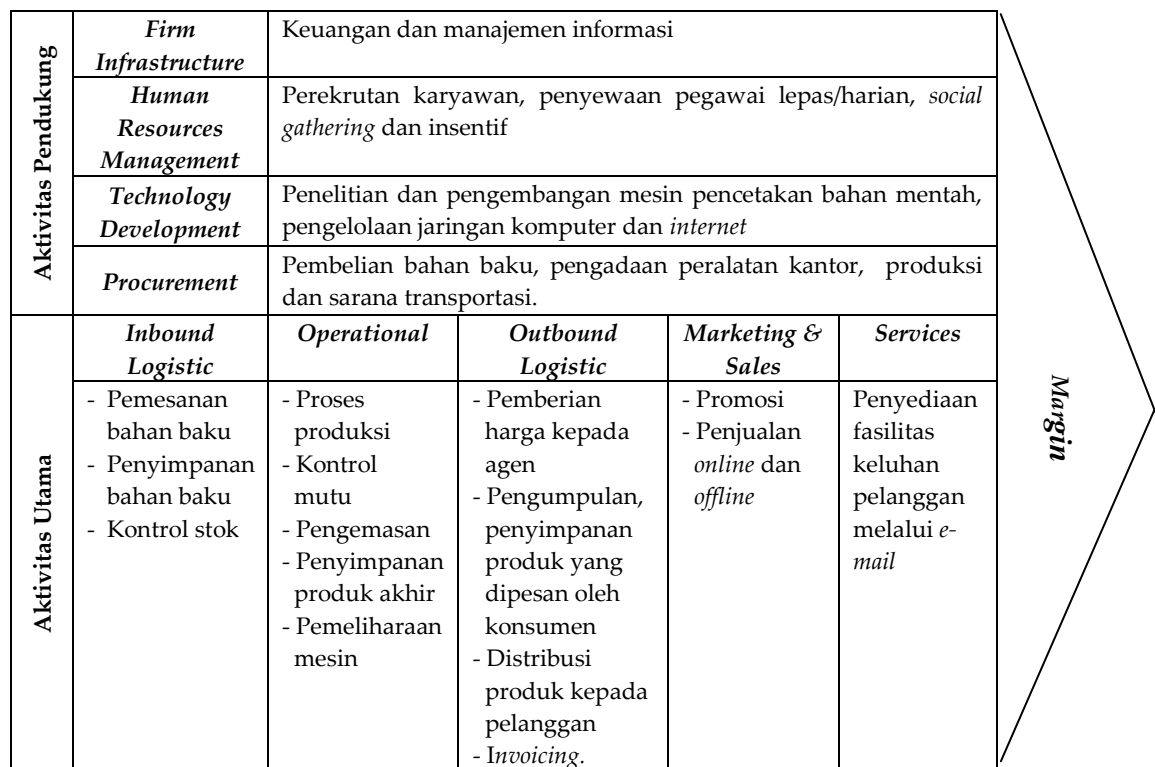 Aktivitas Pendukung
Firm
Infrastructure
Keuangan dan manajemen informasi
Human
Resources
Management
Perekrutan karyawan, penyewaan pegawai lepas/harian, social
gathering dan insentif
Technology
Development
Penelitian dan pengembangan mesin pencetakan bahan mentah,
pengelolaan jaringan komputer dan internet
Procurement
Pembelian bahan baku, pengadaan peralatan kantor, produksi
dan sarana transportasi.
Aktivitas Utama
Inbound
Logistic
- Pemesanan
bahan baku
- Penyimpanan
bahan baku
- Kontrol stok
Operational
- Proses
produksi
- Kontrol
mutu
- Pengemasan
- Penyimpanan
produk akhir
- Pemeliharaan
mesin
Outbound
Logistic
- Pemberian
harga kepada
agen
- Pengumpulan,
penyimpanan
produk yang
dipesan oleh
konsumen
- Distribusi
produk kepada
pelanggan
- Invoicing.
Marketing &
Sales
- Promosi
- Penjualan
online dan
offline
Services
Penyediaan
fasilitas
keluhan
pelanggan
melalui e-
mail
Margin